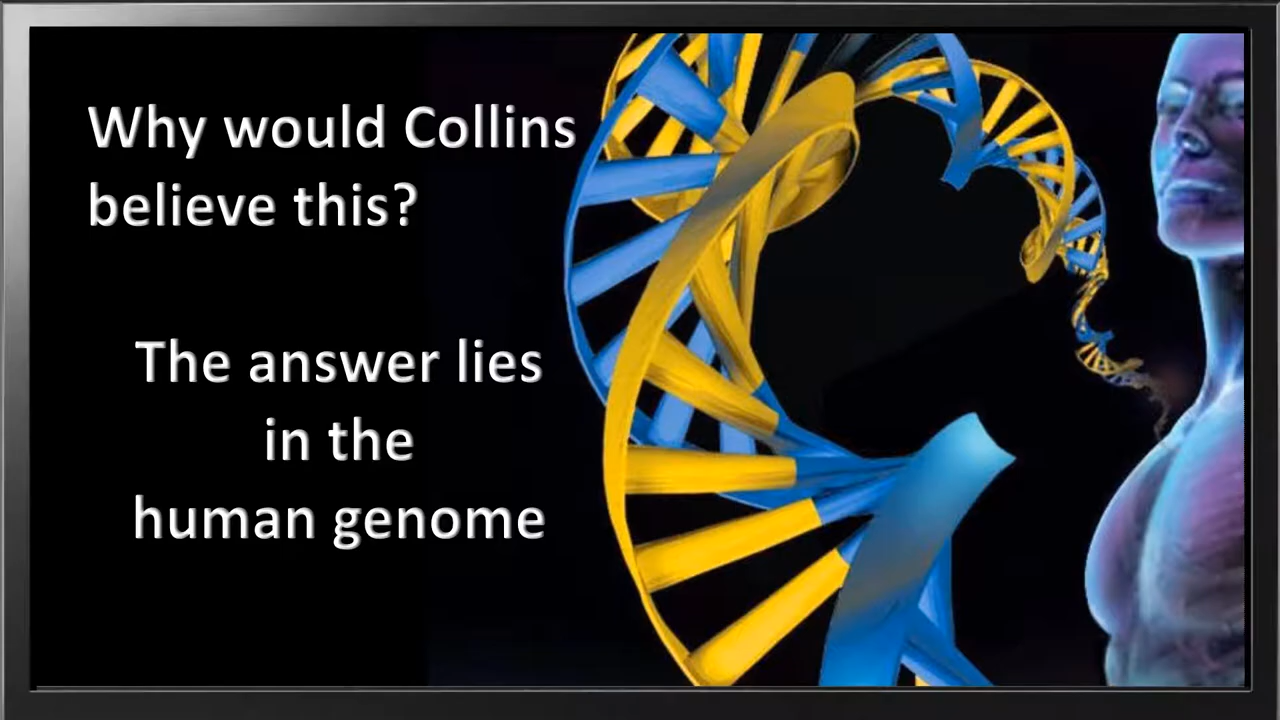 Why would Collins
believe this?
The answer lies
in the
human genome